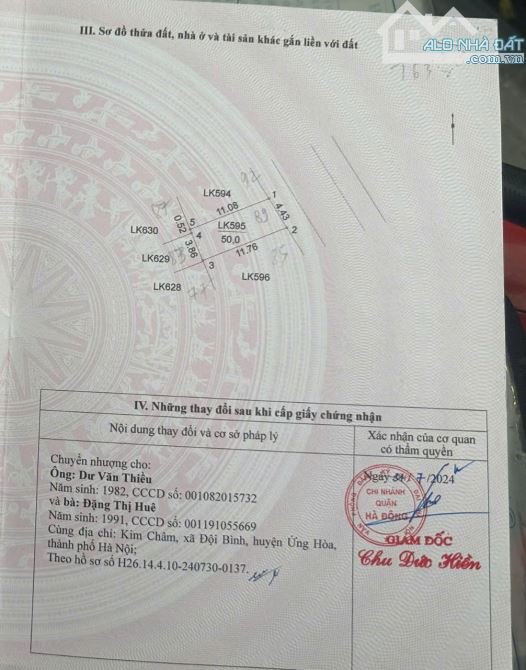 ALO-NHÀ ĐẤT
III. Sơ đồ thửa đất, nhà ở và tài sản khác gắn liền với đất
LK594
11.08
1
4.43
2
0.52
5
4
LK595
50,0
LK630
3.86
11.76
LK629
3
LK628
LK596
IV. Những thay đổi sau khi cấp giấy chứng nhận
Nội dung thay đổi và cơ sở pháp lý
Xác nhận của cơ quan
có thẩm quyền
Chuyển nhượng cho:
Ông: Dư Văn Thiều
Năm sinh: 1982, CCCD số: 001082015732
và bà: Đặng Thị Huê
Năm sinh: 1991, CCCD số: 001191055669
Cùng địa chỉ: Kim Châm, xã Đội Bình, huyện Ứng Hòa,
thành phố Hà Nội;
Theo hồ sơ số H26.14.4.10-240730-0137.
Ngày 31/7/2024
CHI NHÁNH
QUẬN
HÀ ĐÔNG
GIÁM ĐỐC
Chu Đức Hiền